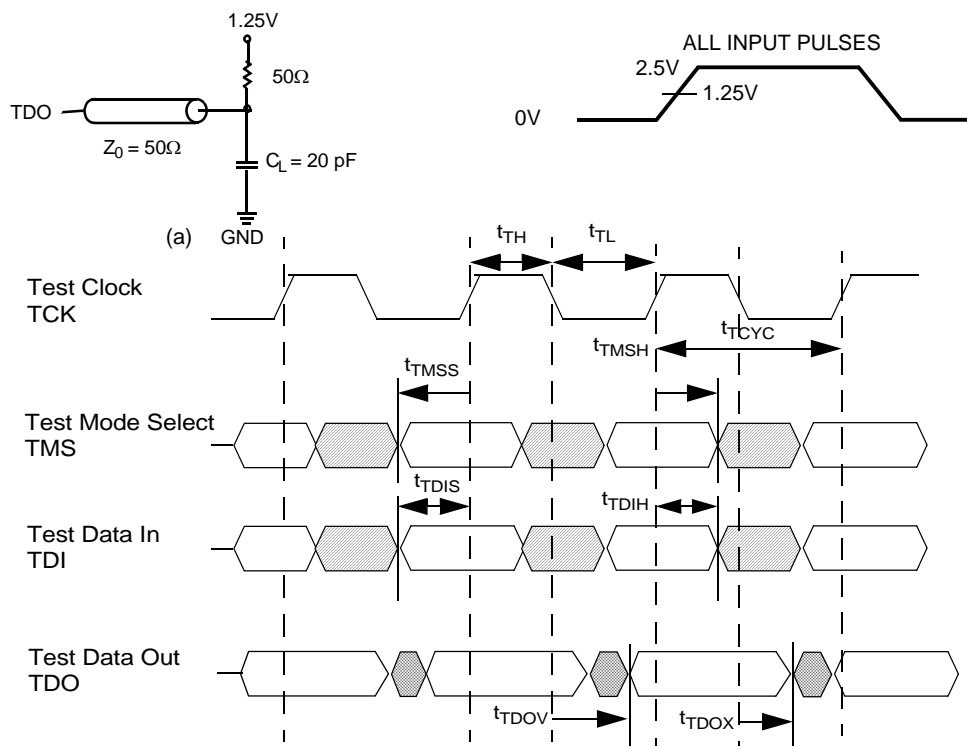 1.25V
50Ω
TDO
Z0 = 50Ω
CL = 20 pF
(a) GND
ALL INPUT PULSES
2.5V
1.25V
0V
tTH
tTL
Test Clock
TCK
tTCYC
tTMSH
tTMSS
Test Mode Select
TMS
tTDIS
tTDIH
Test Data In
TDI
Test Data Out
TDO
tTDOV
tTDOX